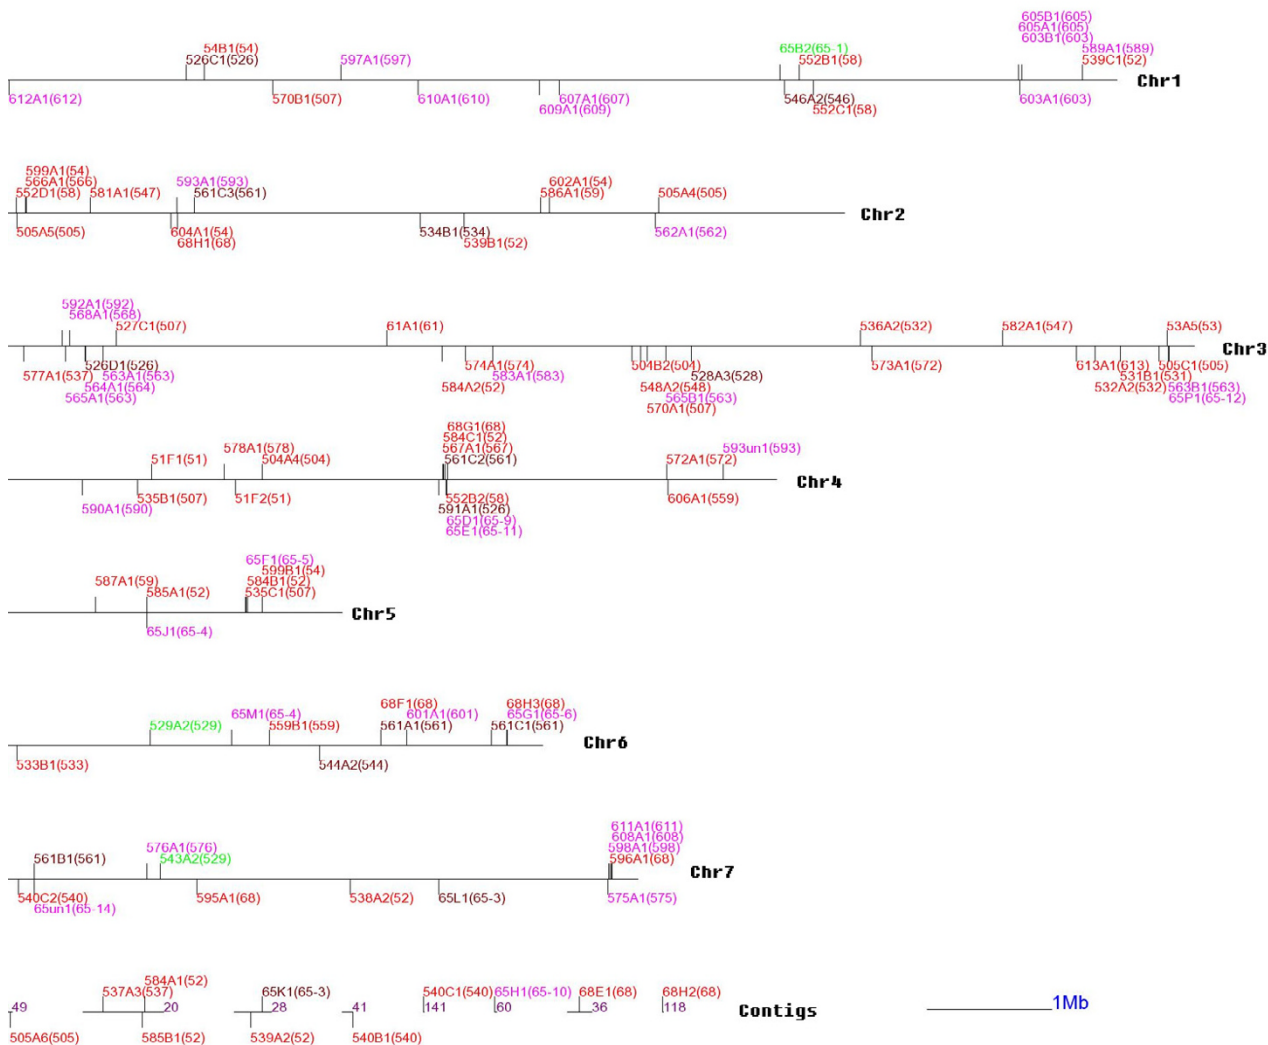 605B1(605)
605A1(605)
54B1(54) 65B2(65-1) 603B1(603) 589A1(589)
526C1(526) 597A1(597) 552B1(58) 539C1(52)
Chr1
612A1(612) 570B1(507) 610A1(610) 607A1(607) 546A2(546) 603A1(603)
609A1(609) 552C1(58)
599A1(54)
566A1(566) 593A1(593) 602A1(54)
552D1(58) 581A1(547) 561C3(561) 586A1(59) 505A4(505)
Chr2
505A5(505) 604A1(54) 534B1(534) 562A1(562)
68H1(68) 539B1(52)
592A1(592)
568A1(568)
527C1(507) 61A1(61) 536A2(532) 582A1(547) 53A5(53)
Chr3
526D1(526) 574A1(574) 504B2(504) 573A1(572) 613A1(613) 505C1(505)
577A1(537) 563A1(563) 583A1(583) 528A3(528) 531B1(531)
564A1(564) 584A2(52) 548A2(548) 532A2(532) 563B1(563)
565A1(563) 565B1(563) 65P1(65-12)
570A1(507)
68G1(68)
584C1(52)
578A1(578) 567A1(567) 593un1(593)
51F1(51) 504A4(504) 561C2(561) 572A1(572)
Chr4
535B1(507) 51F2(51) 552B2(58) 606A1(559)
590A1(590) 591A1(526)
65D1(65-9)
65E1(65-11)
65F1(65-5)
599B1(54)
587A1(59) 584B1(52)
585A1(52) 535C1(507)
Chr5
65J1(65-4)
68F1(68) 68H3(68)
65M1(65-4) 601A1(601) 65G1(65-6)
529A2(529) 559B1(559) 561A1(561) 561C1(561)
Chr6
533B1(533) 544A2(544)
611A1(611)
608A1(608)
576A1(576) 598A1(598)
561B1(561) 543A2(529) 596A1(68)
Chr7
540C2(540) 595A1(68) 538A2(52) 65L1(65-3) 575A1(575)
65un1(65-14)
584A1(52)
537A3(537) 65K1(65-3) 540C1(540) 65H1(65-10) 68E1(68) 68H2(68)
49 20 28 41 141 60 36 118 Contigs 1Mb
505A6(505) 585B1(52) 539A2(52) 540B1(540)